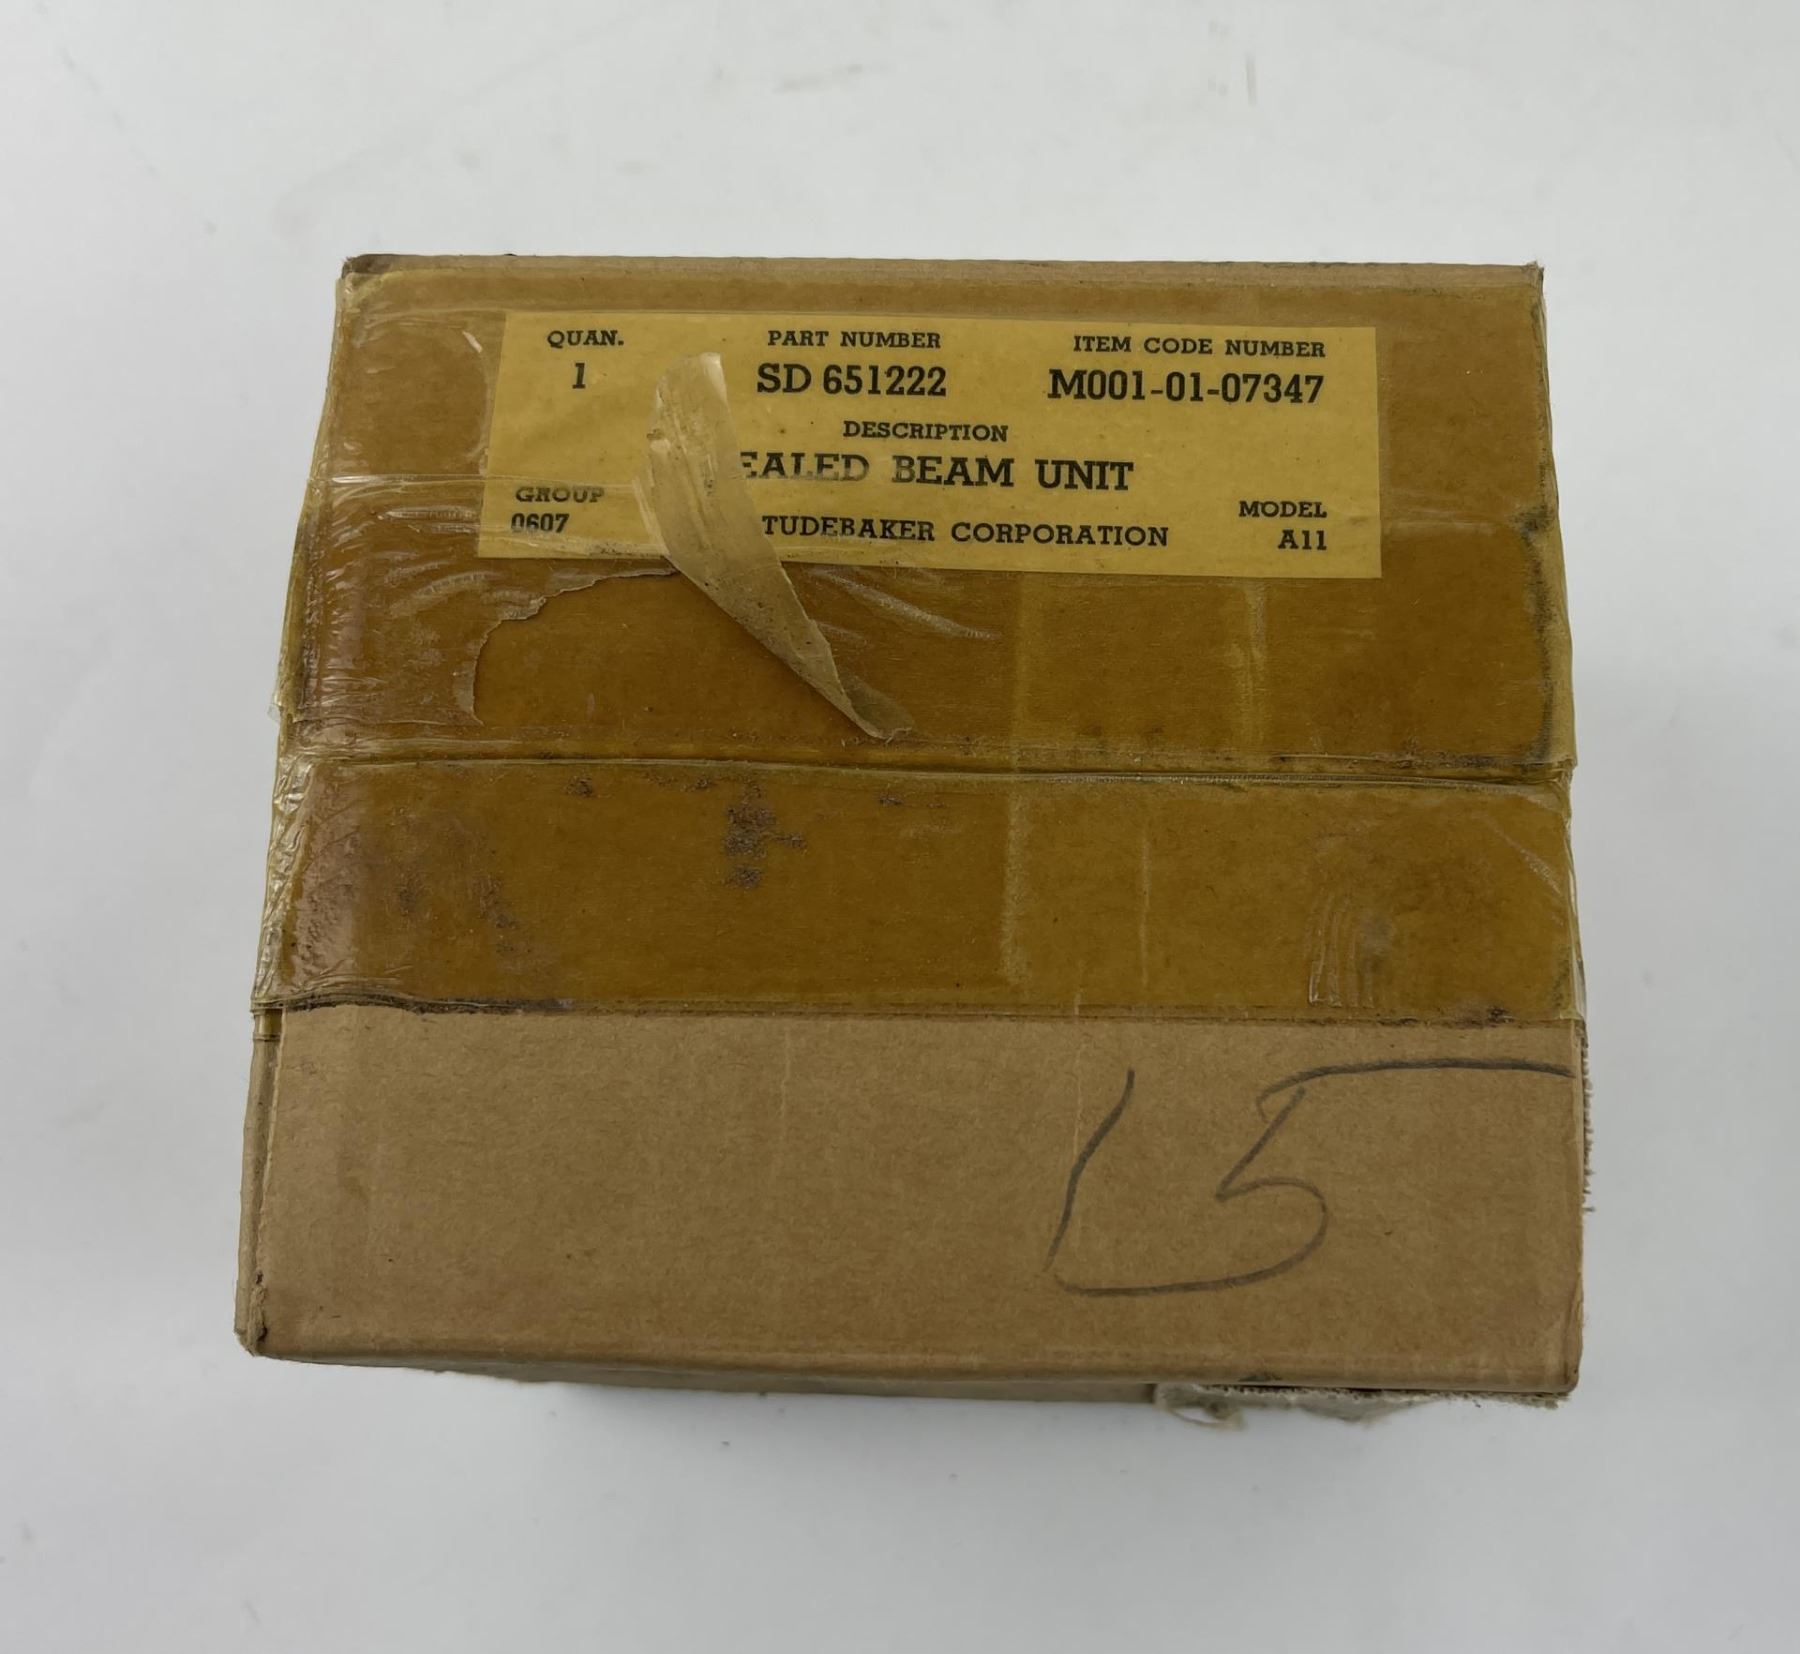 QUAN. PART NUMBER ITEM CODE NUMBER
1 SD 651222 M001-01-07347
DESCRIPTION
EALED BEAM UNIT
GROUP MODEL
0607 TUDEBAKER CORPORATION A11
15